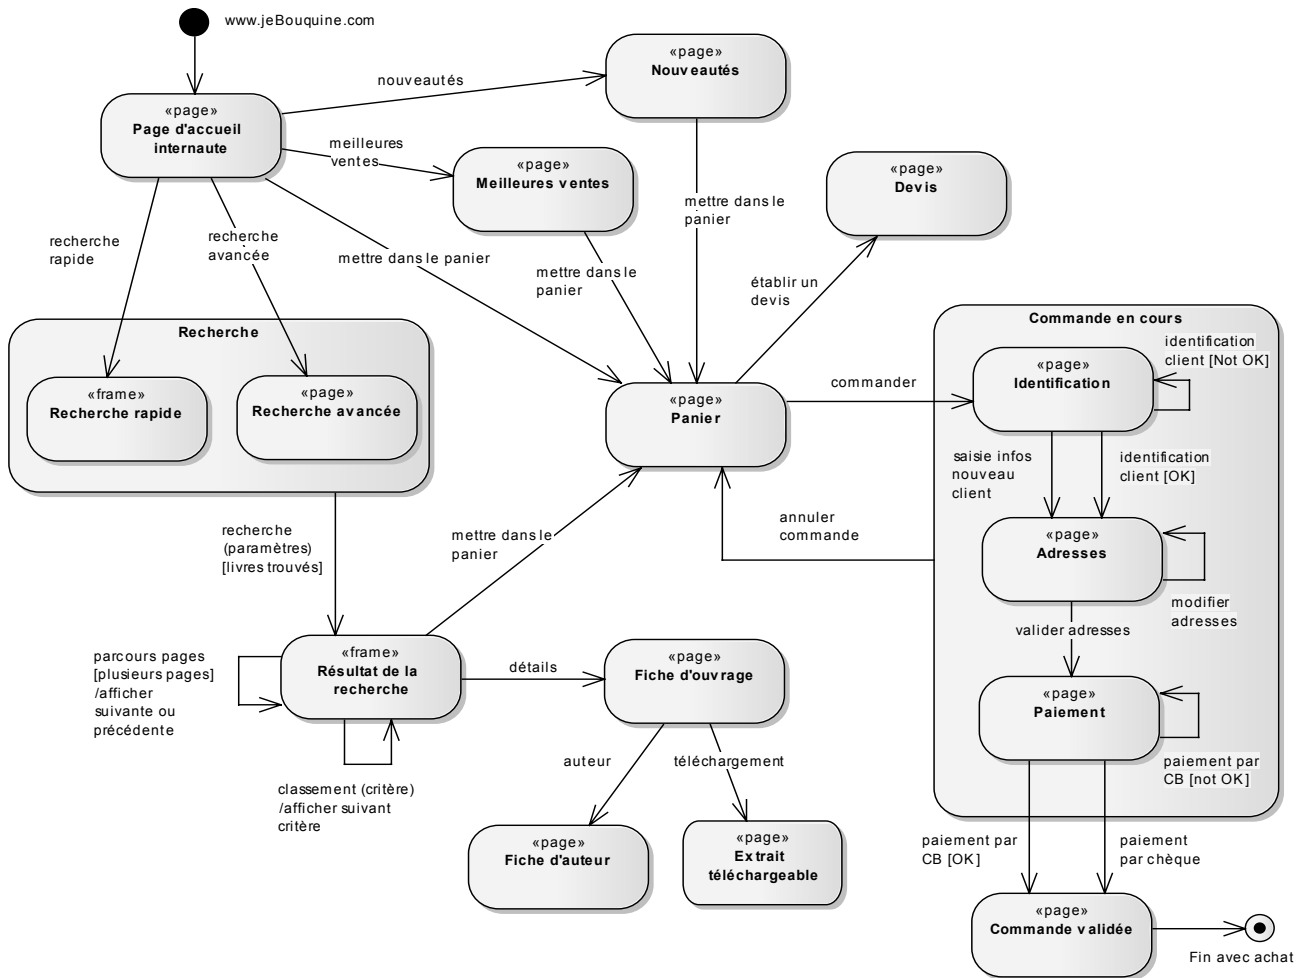 www.jeBouquine.com
«page»
Page d'accueil
internaute
nouveautés
«page»
Nouveautés
meilleures
ventes
«page»
Meilleures ventes
«page»
Devis
recherche
rapide
recherche
avancée
mettre dans le panier
mettre dans le
panier
mettre dans le
panier
établir un
devis
Recherche
«frame»
Recherche rapide
«page»
Recherche avancée
«page»
Panier
commander
Commande en cours
«page»
Identification
identification
client [Not OK]
saisie infos
nouveau
client
identification
client [OK]
«page»
Adresses
modifier
adresses
valider adresses
«page»
Paiement
paiement par
CB [not OK]
annuler
commande
recherche
(paramètres)
[livres trouvés]
mettre dans le
panier
parcours pages
[plusieurs pages]
/afficher
suivante ou
précédente
«frame»
Résultat de la
recherche
détails
«page»
Fiche d'ouvrage
classement (critère)
/afficher suivant
critère
auteur
téléchargement
«page»
Fiche d'auteur
«page»
Extrait
téléchargeable
paiement par
CB [OK]
paiement
par chèque
«page»
Commande validée
Fin avec achat